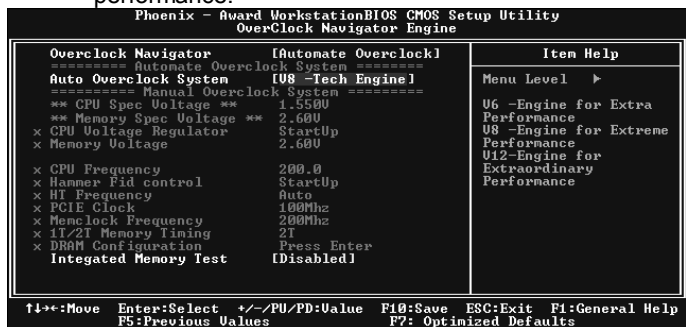 performance.
Phoenix - Award WorkstationBIOS CMOS Setup Utility
OverClock Navigator Engine
Overclock Navigator [Automate Overclock]
========= Automate Overclock System ========
Auto Overclock System [V8 -Tech Engine]
========== Manual Overclock System =========
** CPU Spec Voltage ** 1.550V
** Memory Spec Voltage ** 2.60V
x CPU Voltage Regulator StartUp
x Memory Voltage 2.60V
x CPU Frequency 200.0
x Hammer Fid control StartUp
x HT Frequency Auto
x PCIE Clock 100Mhz
x Memclock Frequency 200Mhz
x 1T/2T Memory Timing 2T
x DRAM Configuration Press Enter
Integated Memory Test [Disabled]
Item Help
Menu Level ►
V6 -Engine for Extra
Performance
V8 -Engine for Extreme
Performance
V12-Engine for
Extraordinary
Performance
↑↓→←:Move Enter:Select +/-/PU/PD:Value F10:Save ESC:Exit F1:General Help
F5:Previous Values F7: Optimized Defaults